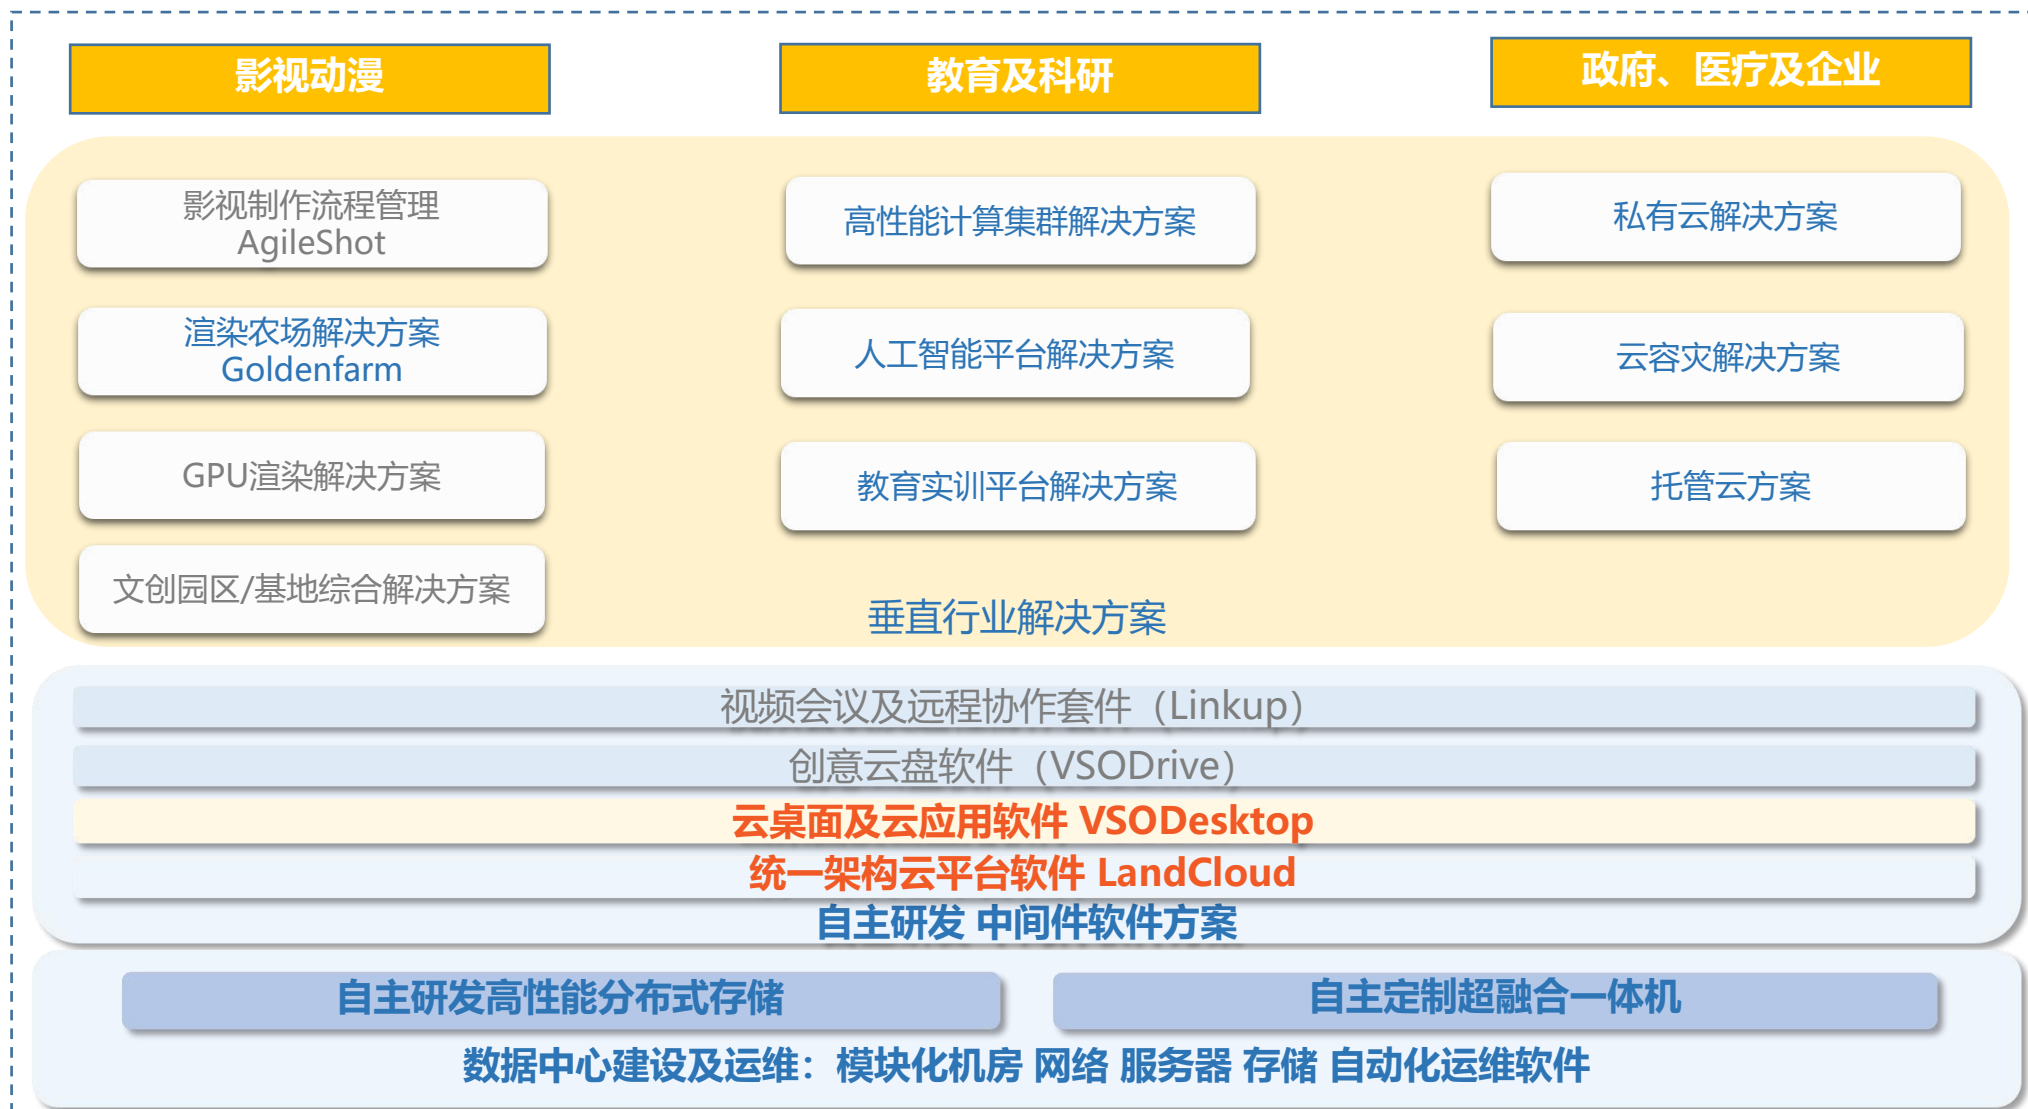 影视动漫
教育及科研
政府、医疗及企业
影视制作流程管理
AgileShot
高性能计算集群解决方案
私有云解决方案
渲染农场解决方案
Goldenfarm
人工智能平台解决方案
云容灾解决方案
GPU渲染解决方案
教育实训平台解决方案
托管云方案
文创园区/基地综合解决方案
垂直行业解决方案
视频会议及远程协作套件（Linkup）
创意云盘软件（VSODrive）
云桌面及云应用软件 VSODesktop
统一架构云平台软件 LandCloud
自主研发 中间件软件方案
自主研发高性能分布式存储
自主定制超融合一体机
数据中心建设及运维：模块化机房 网络 服务器 存储 自动化运维软件